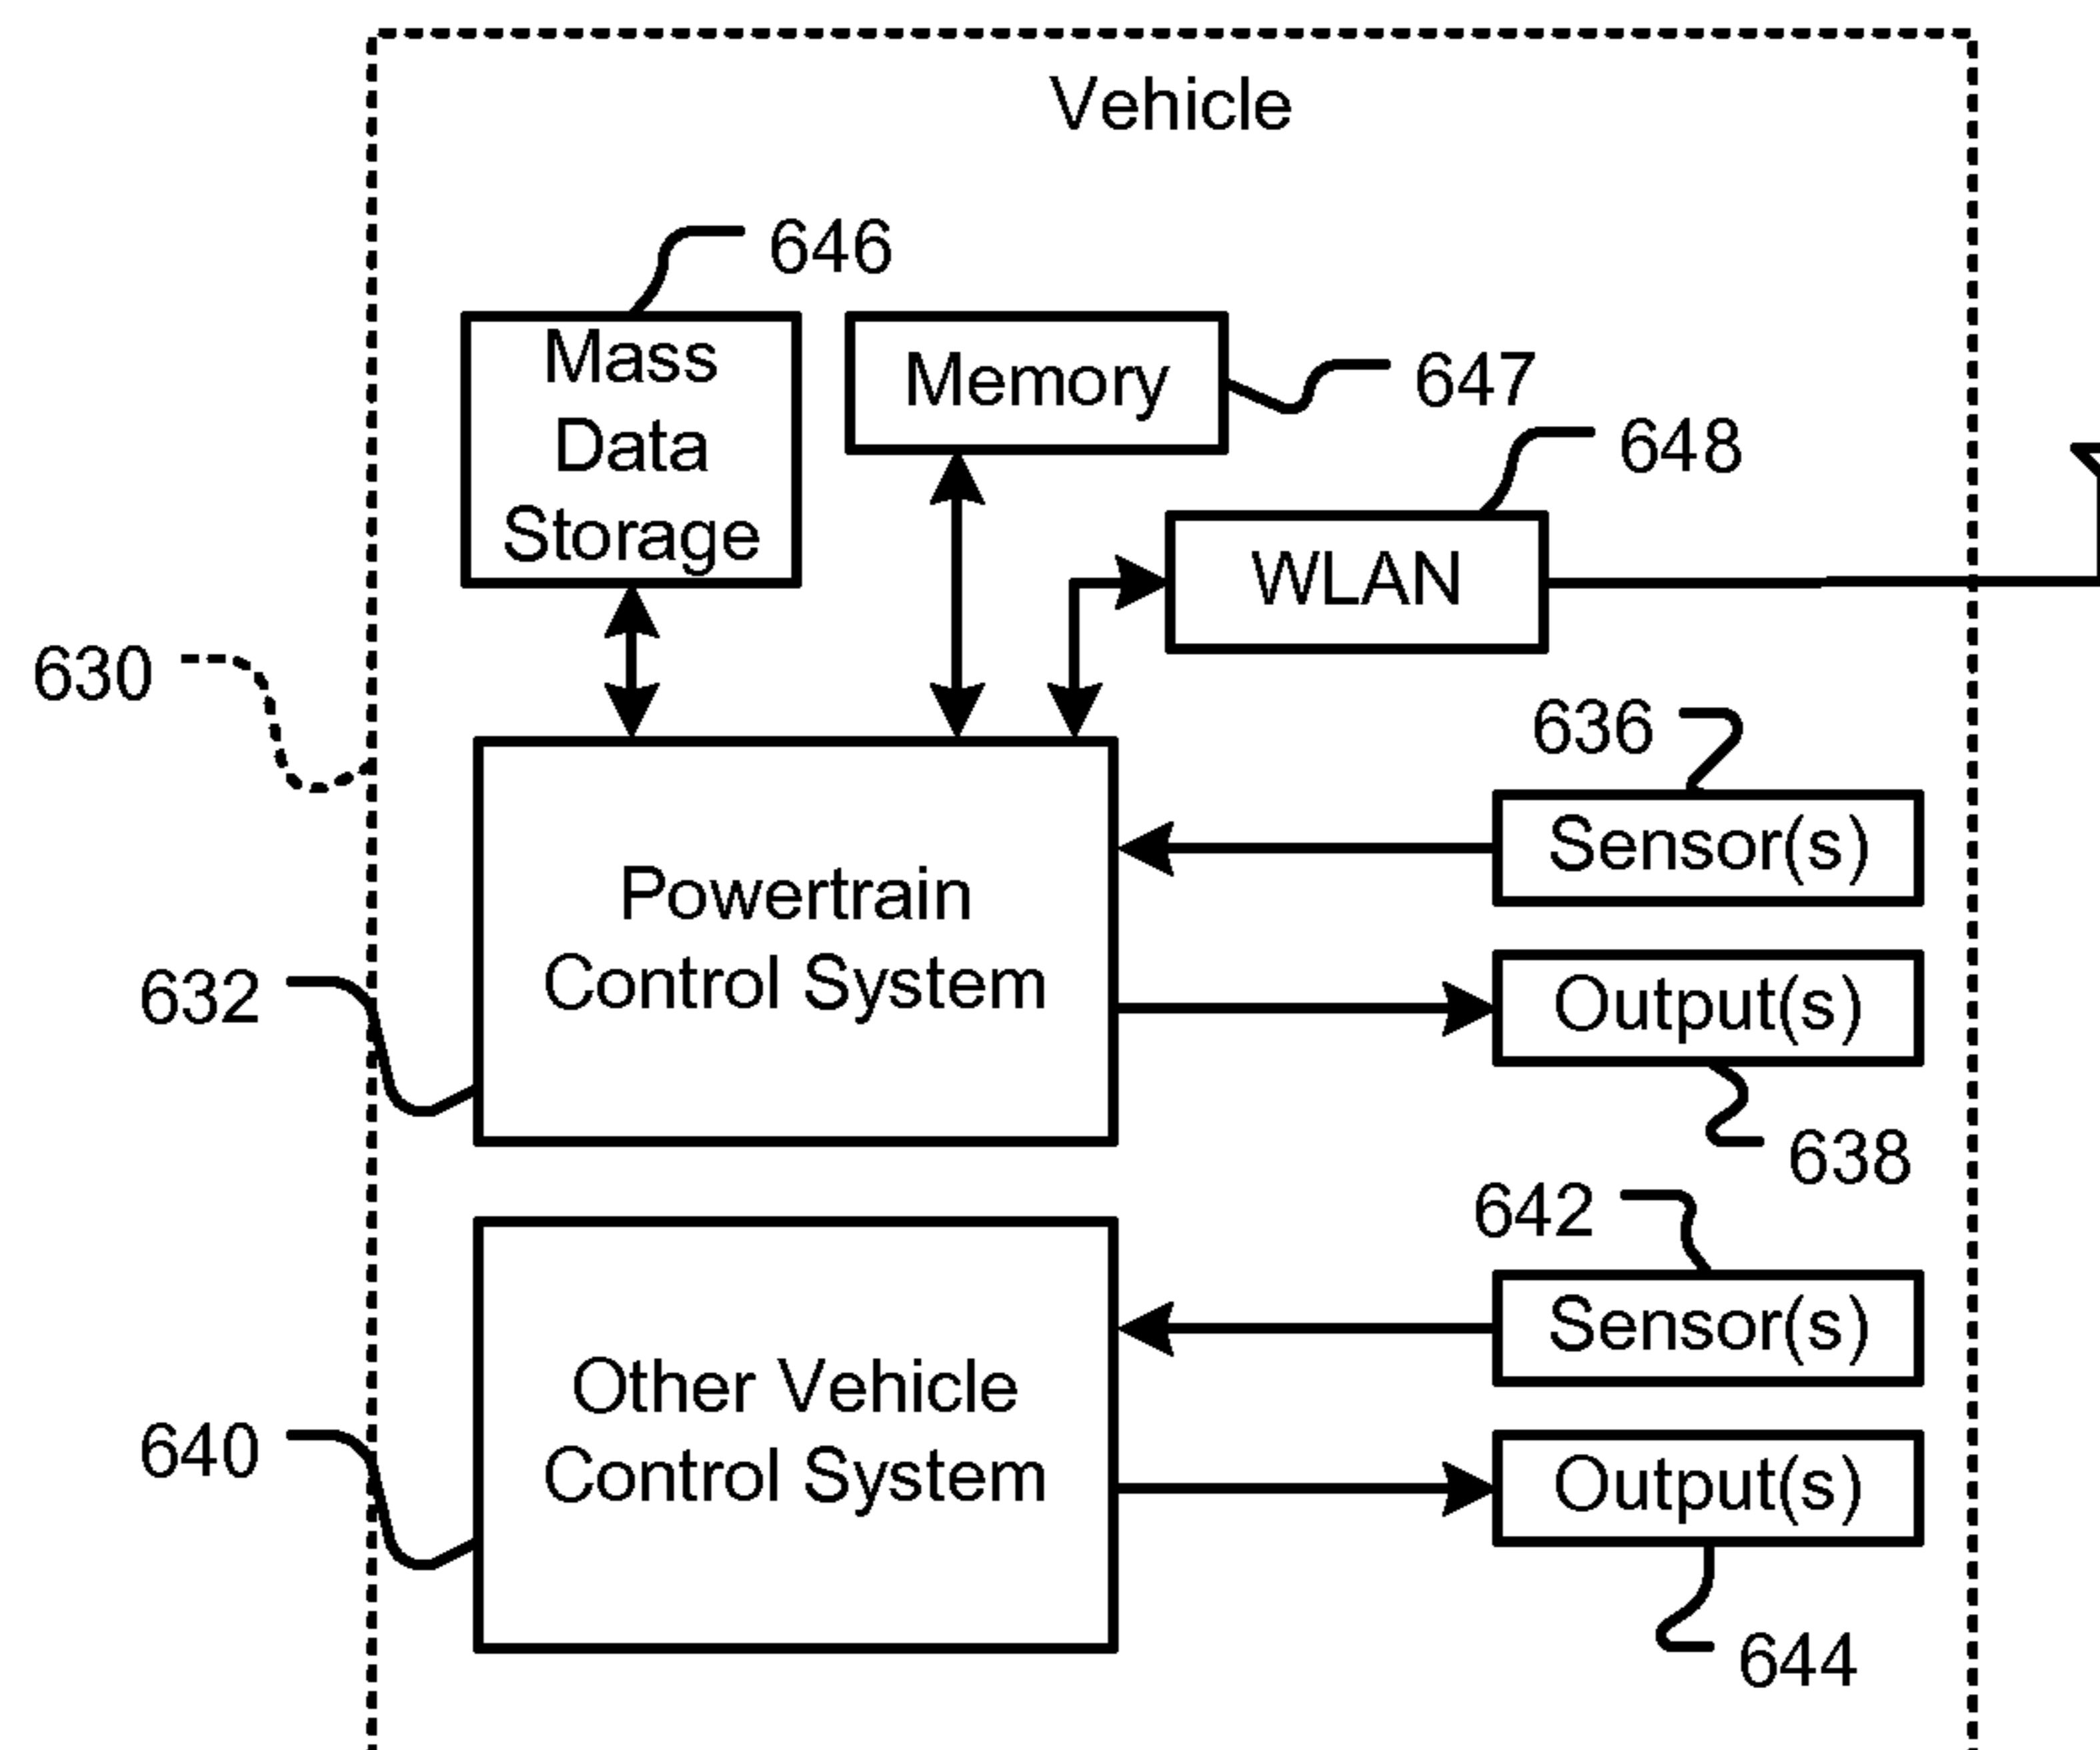 Vehicle
646
Mass
Data
Storage
Memory
647
648
WLAN
630
636
Sensor(s)
Powertrain
Control System
632
Output(s)
638
642
Sensor(s)
Other Vehicle
Control System
640
Output(s)
644